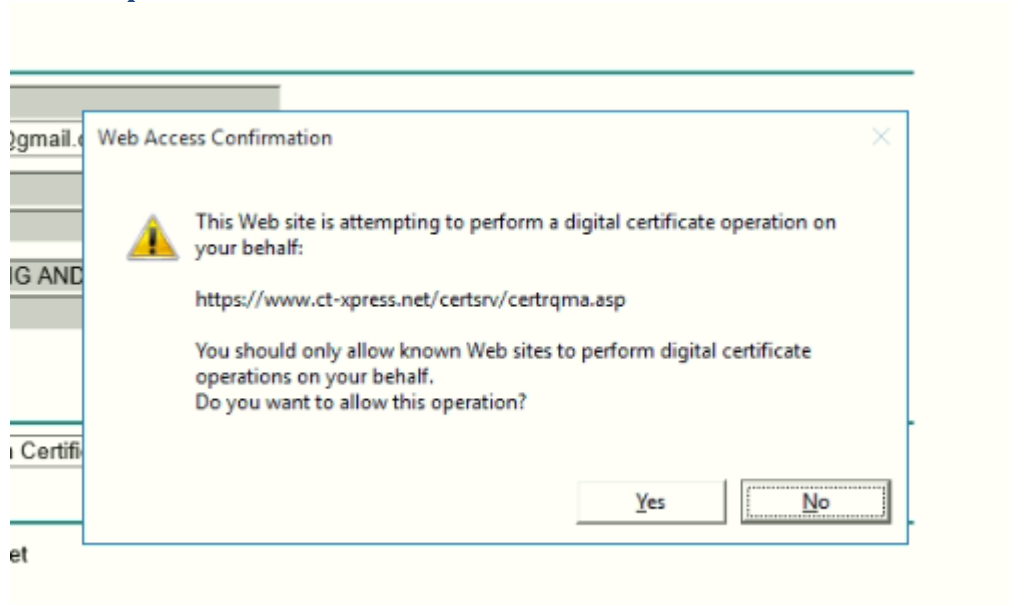 @gmail.c
Web Access Confirmation
This Web site is attempting to perform a digital certificate operation on
your behalf:
https://www.ct-xpress.net/certsrv/certrqma.asp
IG AND
You should only allow known Web sites to perform digital certificate
operations on your behalf.
Do you want to allow this operation?
Certifi
Yes
No
et